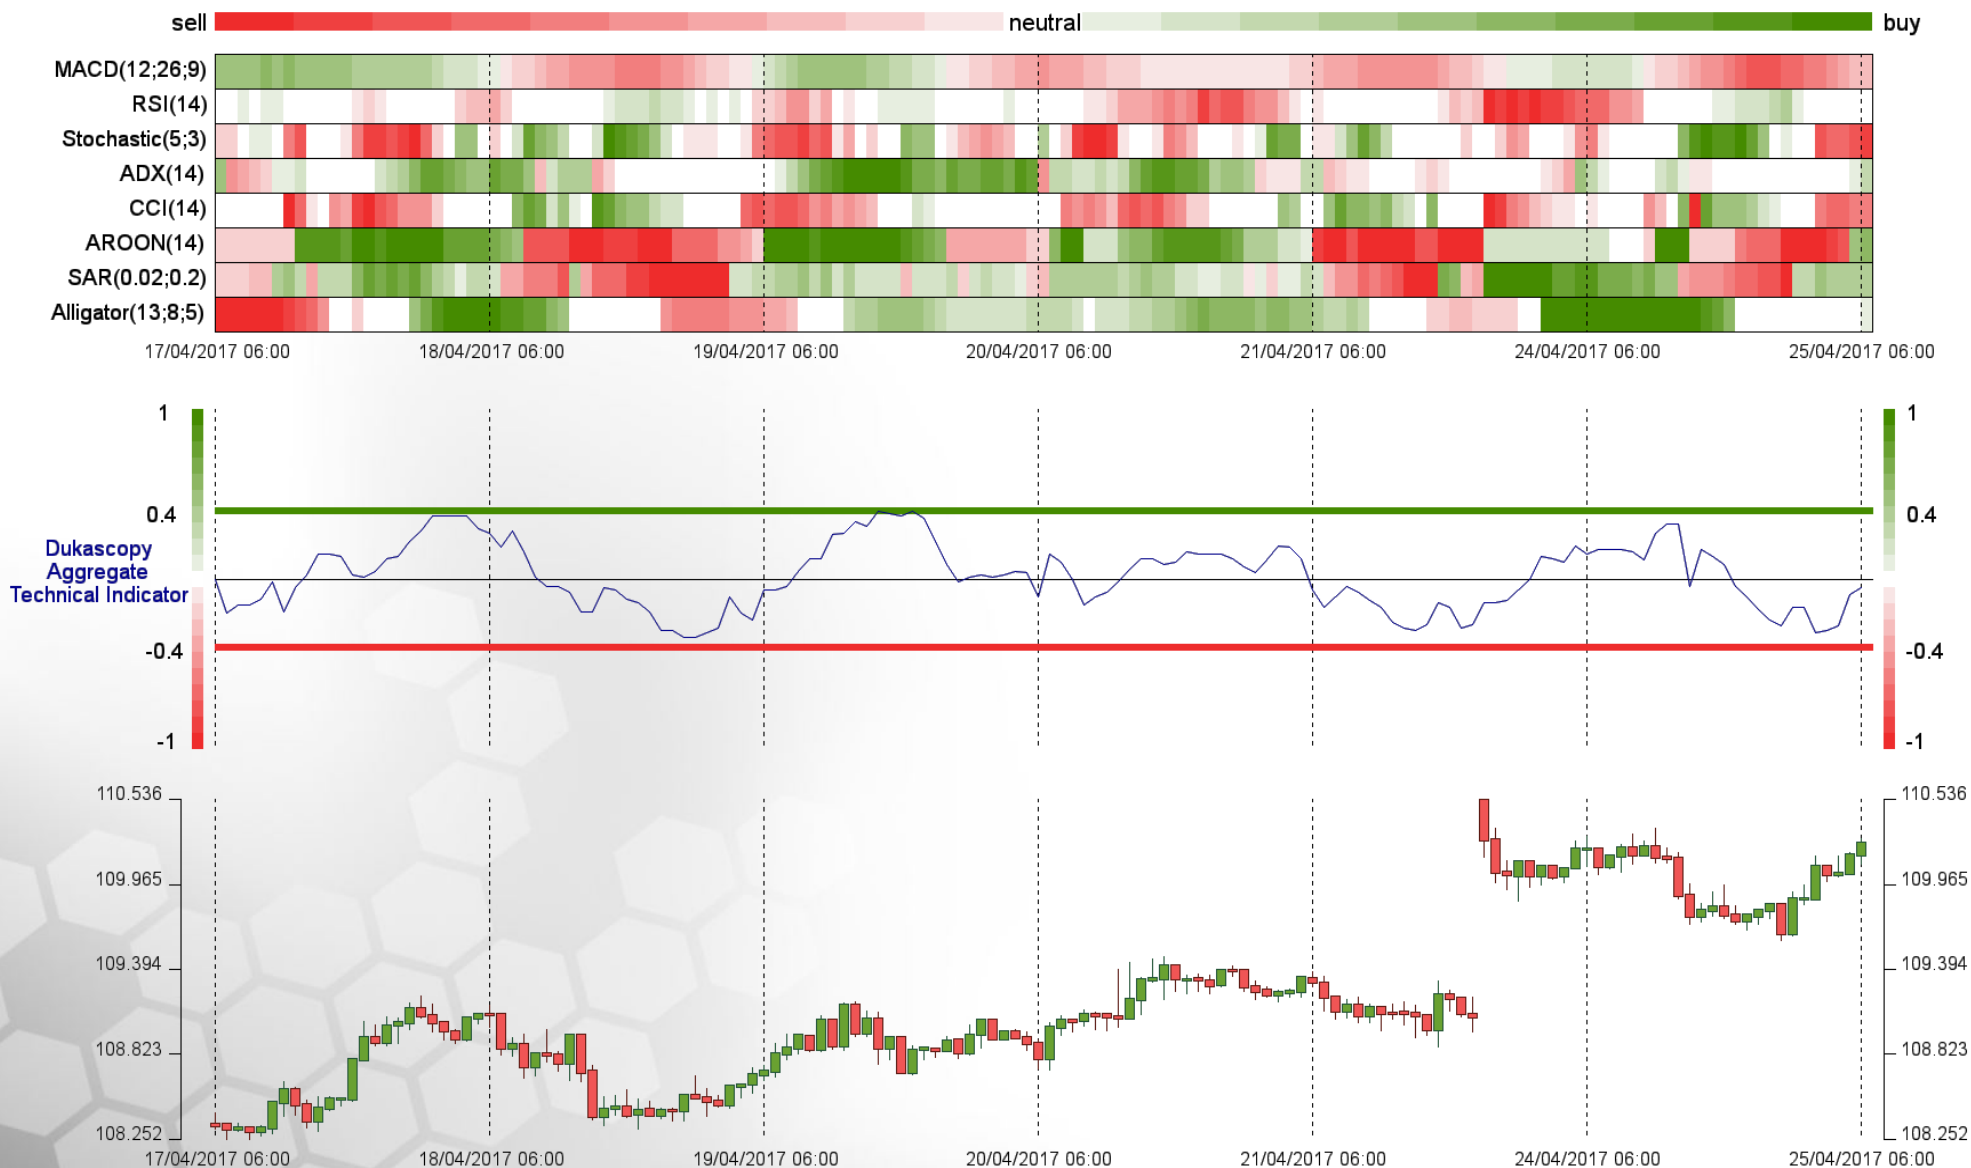 sell neutral buy
MACD(12;26;9)
RSI(14)
Stochastic(5;3)
ADX(14)
CCI(14)
AROON(14)
SAR(0.02;0.2)
Alligator(13;8;5)
17/04/2017 06:00 18/04/2017 06:00 19/04/2017 06:00 20/04/2017 06:00 21/04/2017 06:00 24/04/2017 06:00 25/04/2017 06:00
1 1
0.4 0.4
Dukascopy
Aggregate
Technical Indicator
-0.4 -0.4
-1 -1
110.536 110.536
109.965 109.965
109.394 109.394
108.823 108.823
108.252 108.252
17/04/2017 06:00 18/04/2017 06:00 19/04/2017 06:00 20/04/2017 06:00 21/04/2017 06:00 24/04/2017 06:00 25/04/2017 06:00